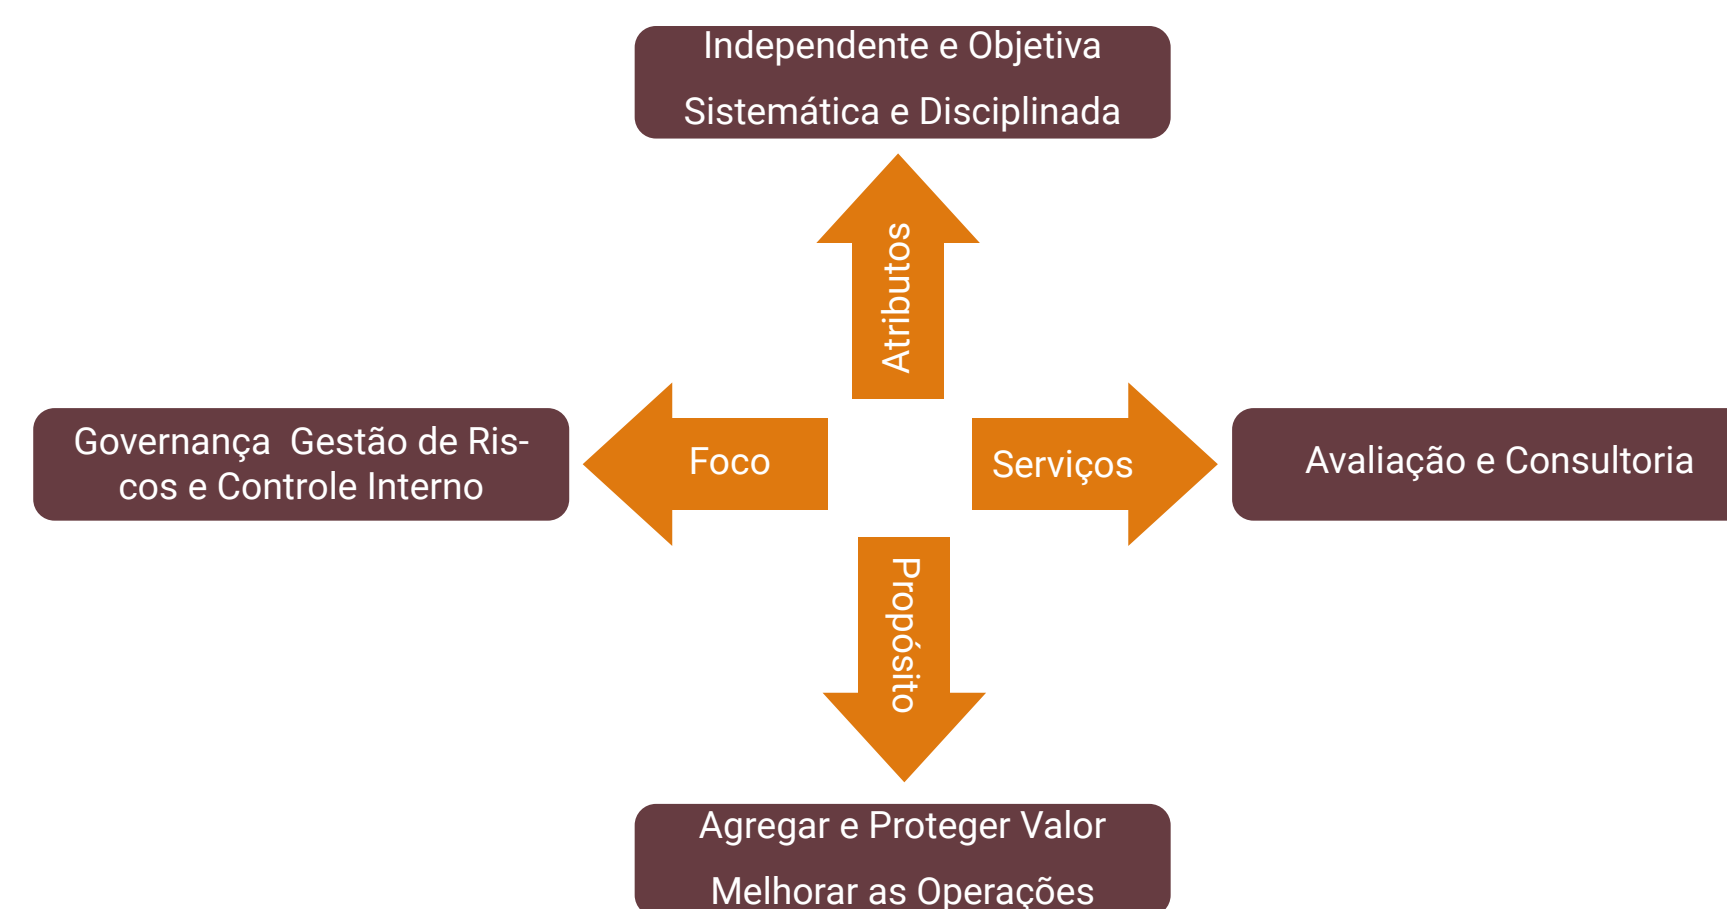 Independente e Objetiva
Sistemática e Disciplinada
Atributos
Governança  Gestão de Ris-
cos e Controle Interno
Foco
Serviços
Avaliação e Consultoria
Propósito
Agregar e Proteger Valor
Melhorar as Operações